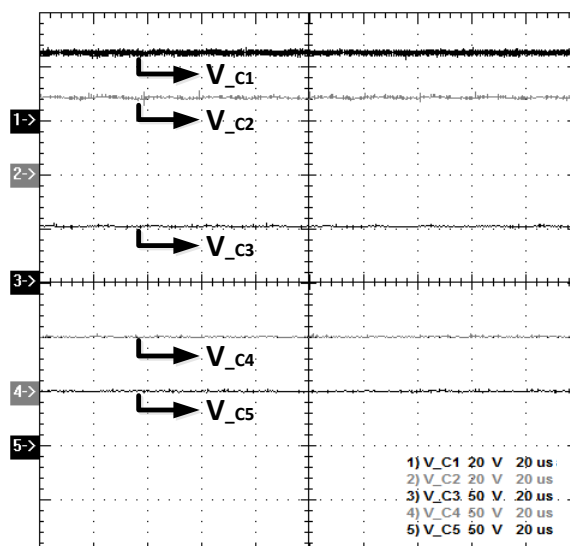 V_C1
V_C2
1->
2->
V_C3
3->
V_C4
4->
V_C5
5->
1) V_C1 20 V 20 us
2) V_C2 20 V 20 us
3) V_C3 50 V 20 us
4) V_C4 50 V 20 us
5) V_C5 50 V 20 us